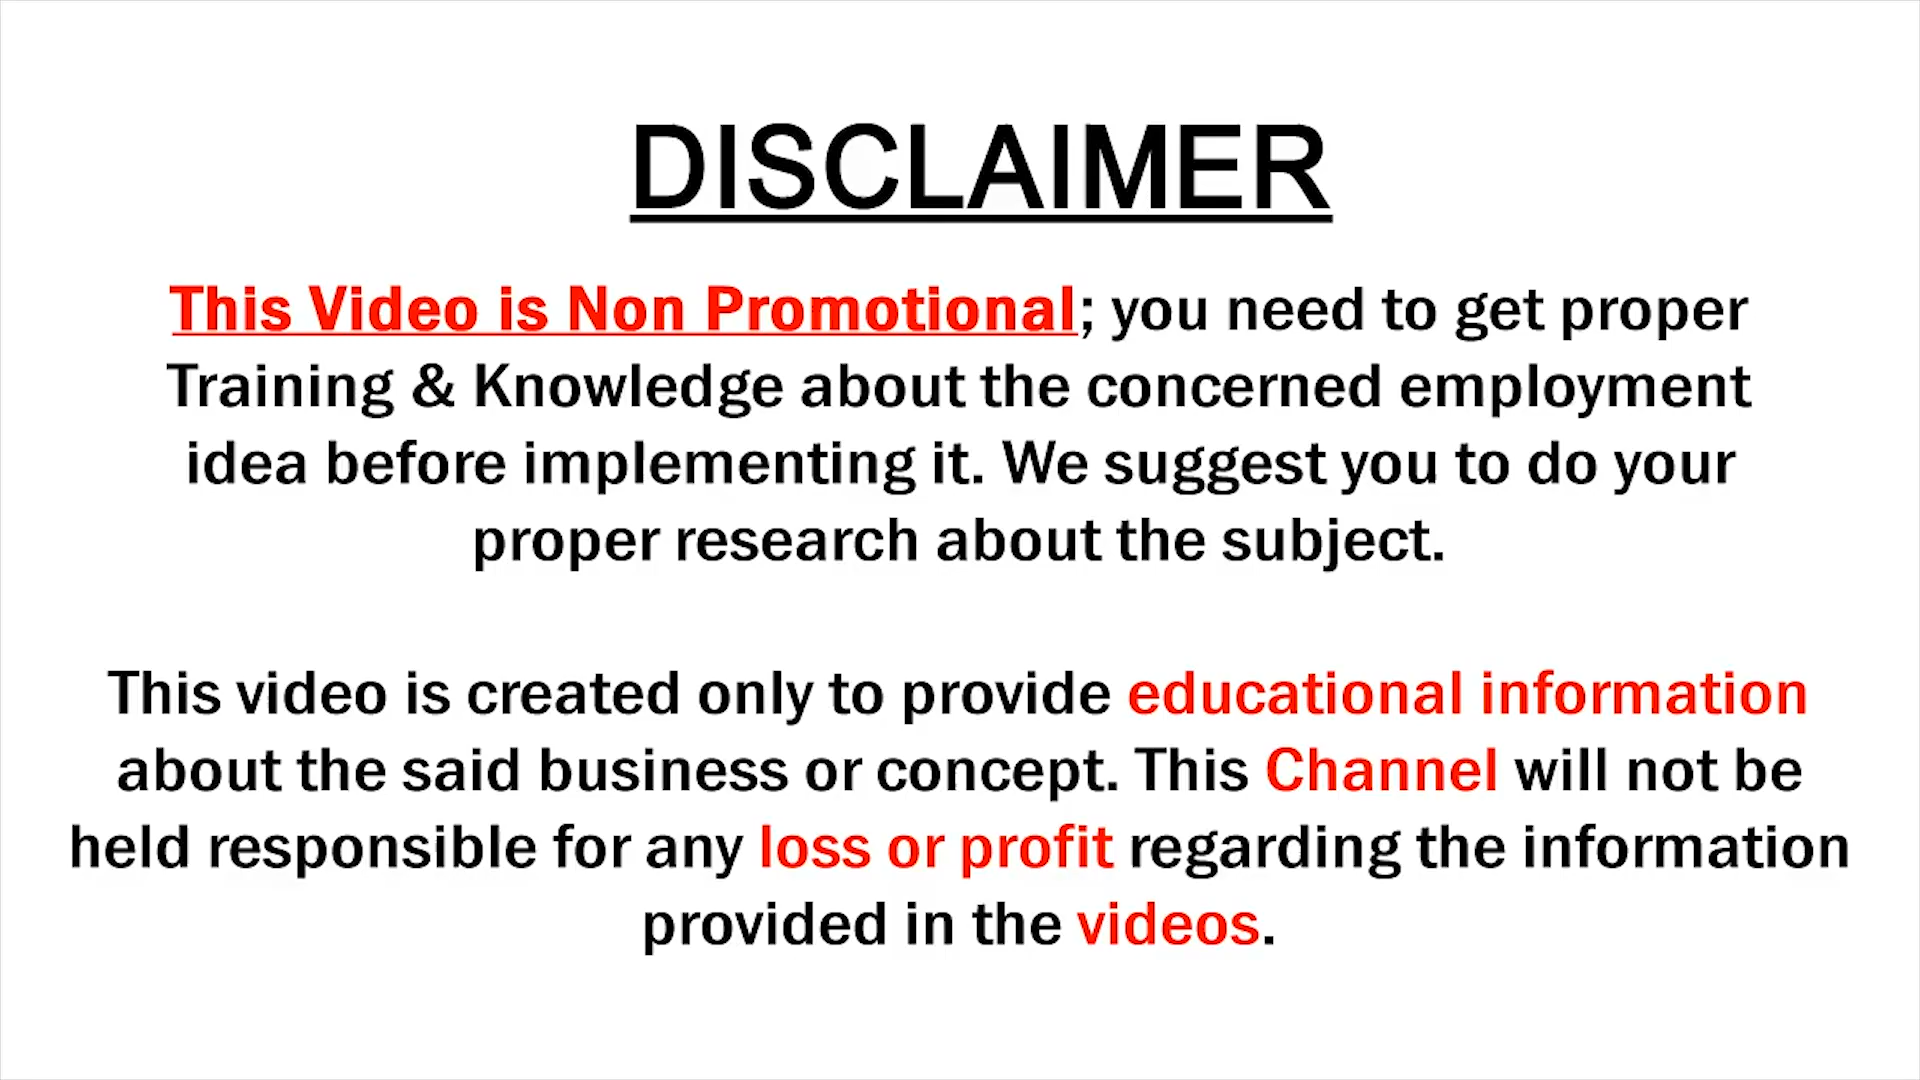 DISCLAIMER
This Video is Non Promotional; you need to get proper
Training & Knowledge about the concerned employment
idea before implementing it. We suggest you to do your
proper research about the subject.
This video is created only to provide educational information
about the said business or concept. This Channel will not be
held responsible for any loss or profit regarding the information
provided in the videos.